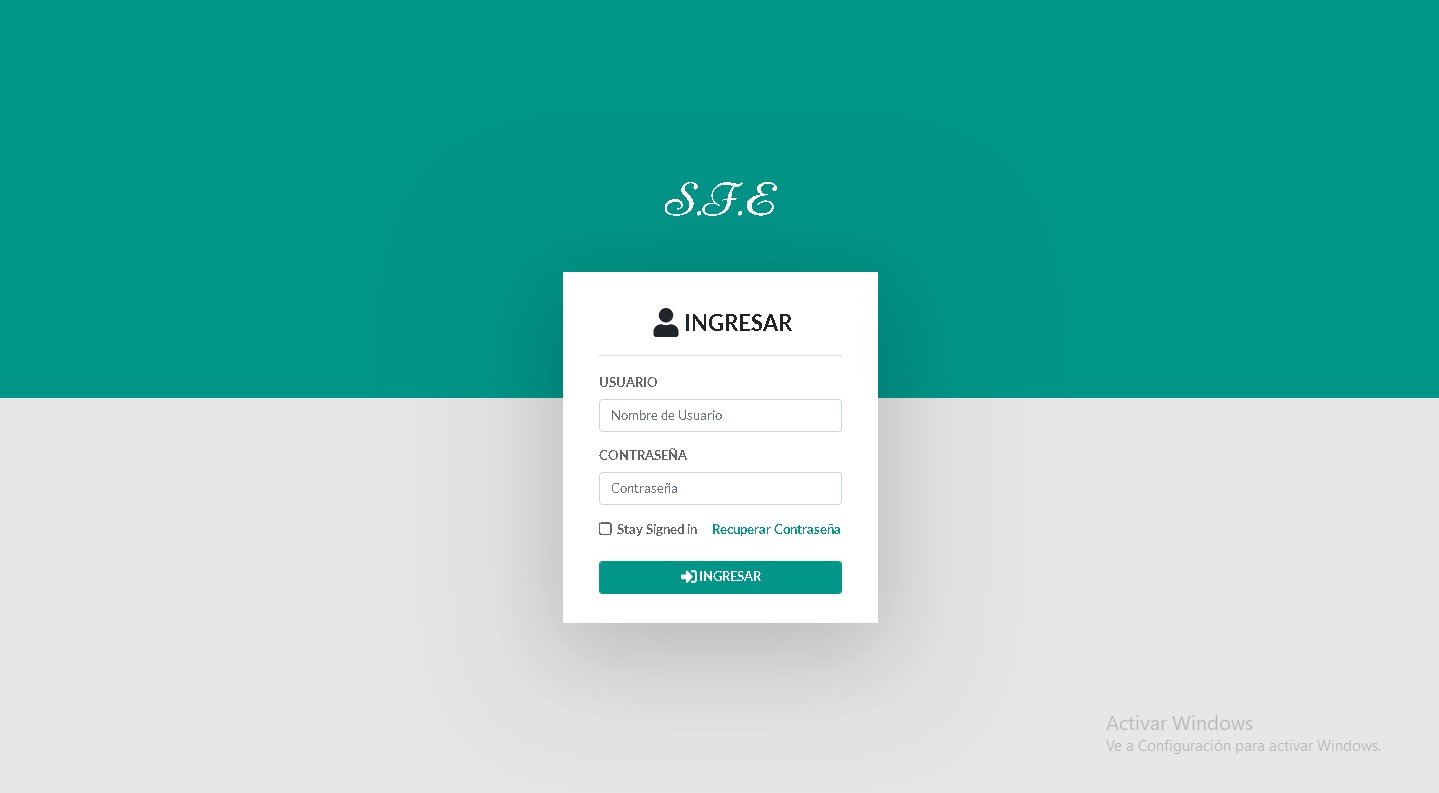 S.F.E
INGRESAR
USUARIO
Nombre de Usuario
CONTRASEÑA
Contraseña
Stay Signed in Recuperar Contraseña
INGRESAR
Activar Windows
Ve a Configuración para activar Windows.